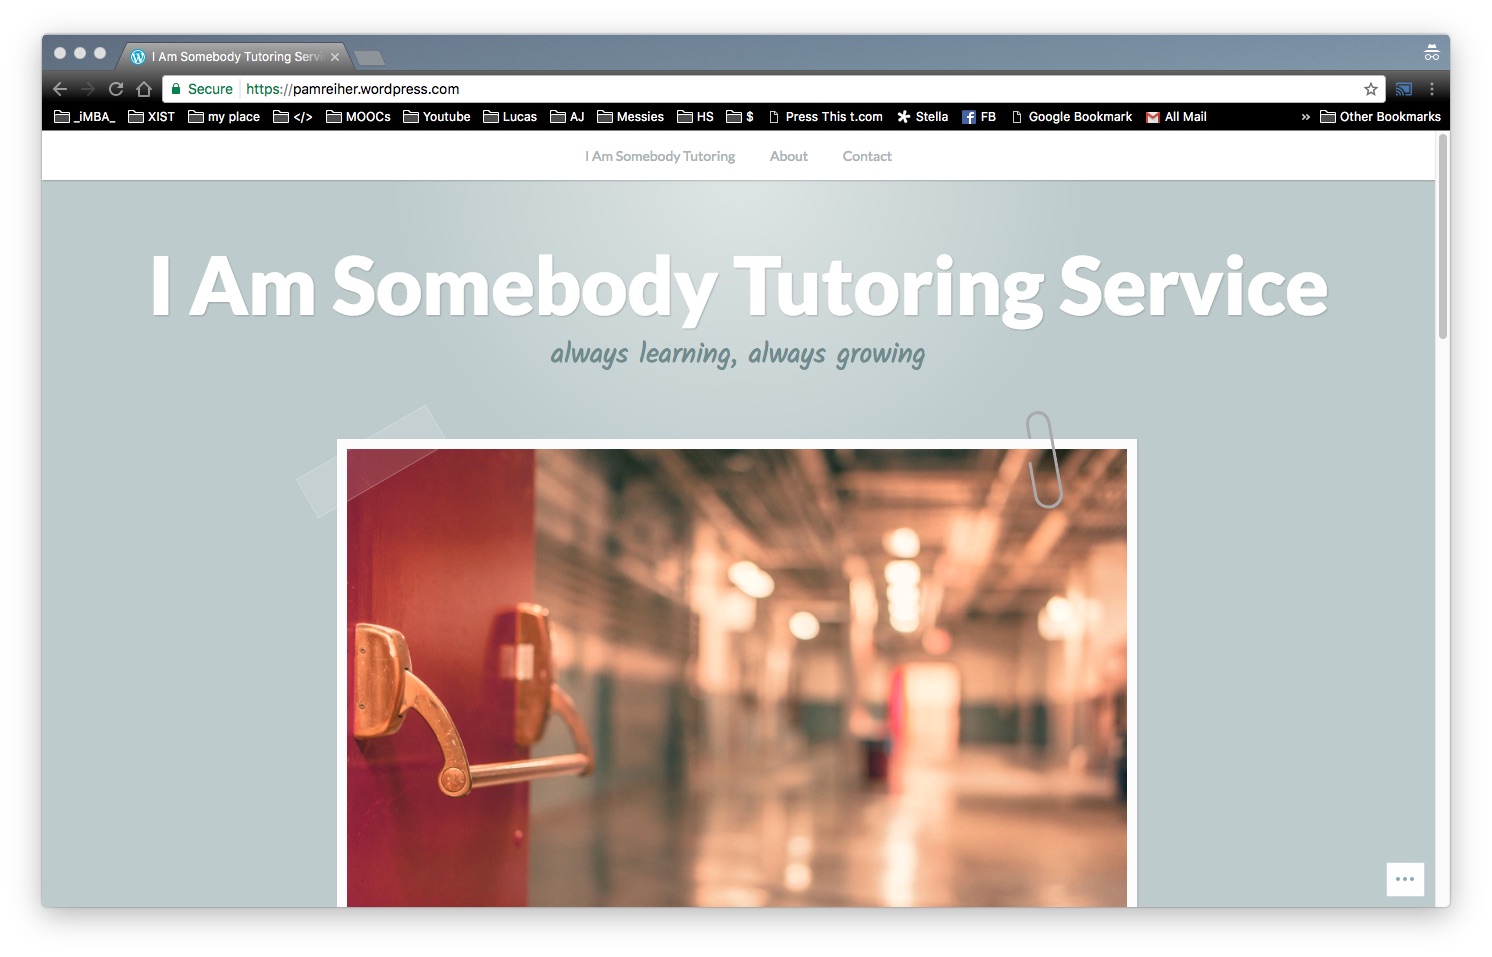 I Am Somebody Tutoring Servi
Secure https://pamreiher.wordpress.com
_iMBA_ XIST my place </> MOOCs Youtube Lucas AJ Messies HS $ Press This t.com Stella FB Google Bookmark All Mail » Other Bookmarks
I Am Somebody Tutoring About Contact
I Am Somebody Tutoring Service
always learning, always growing